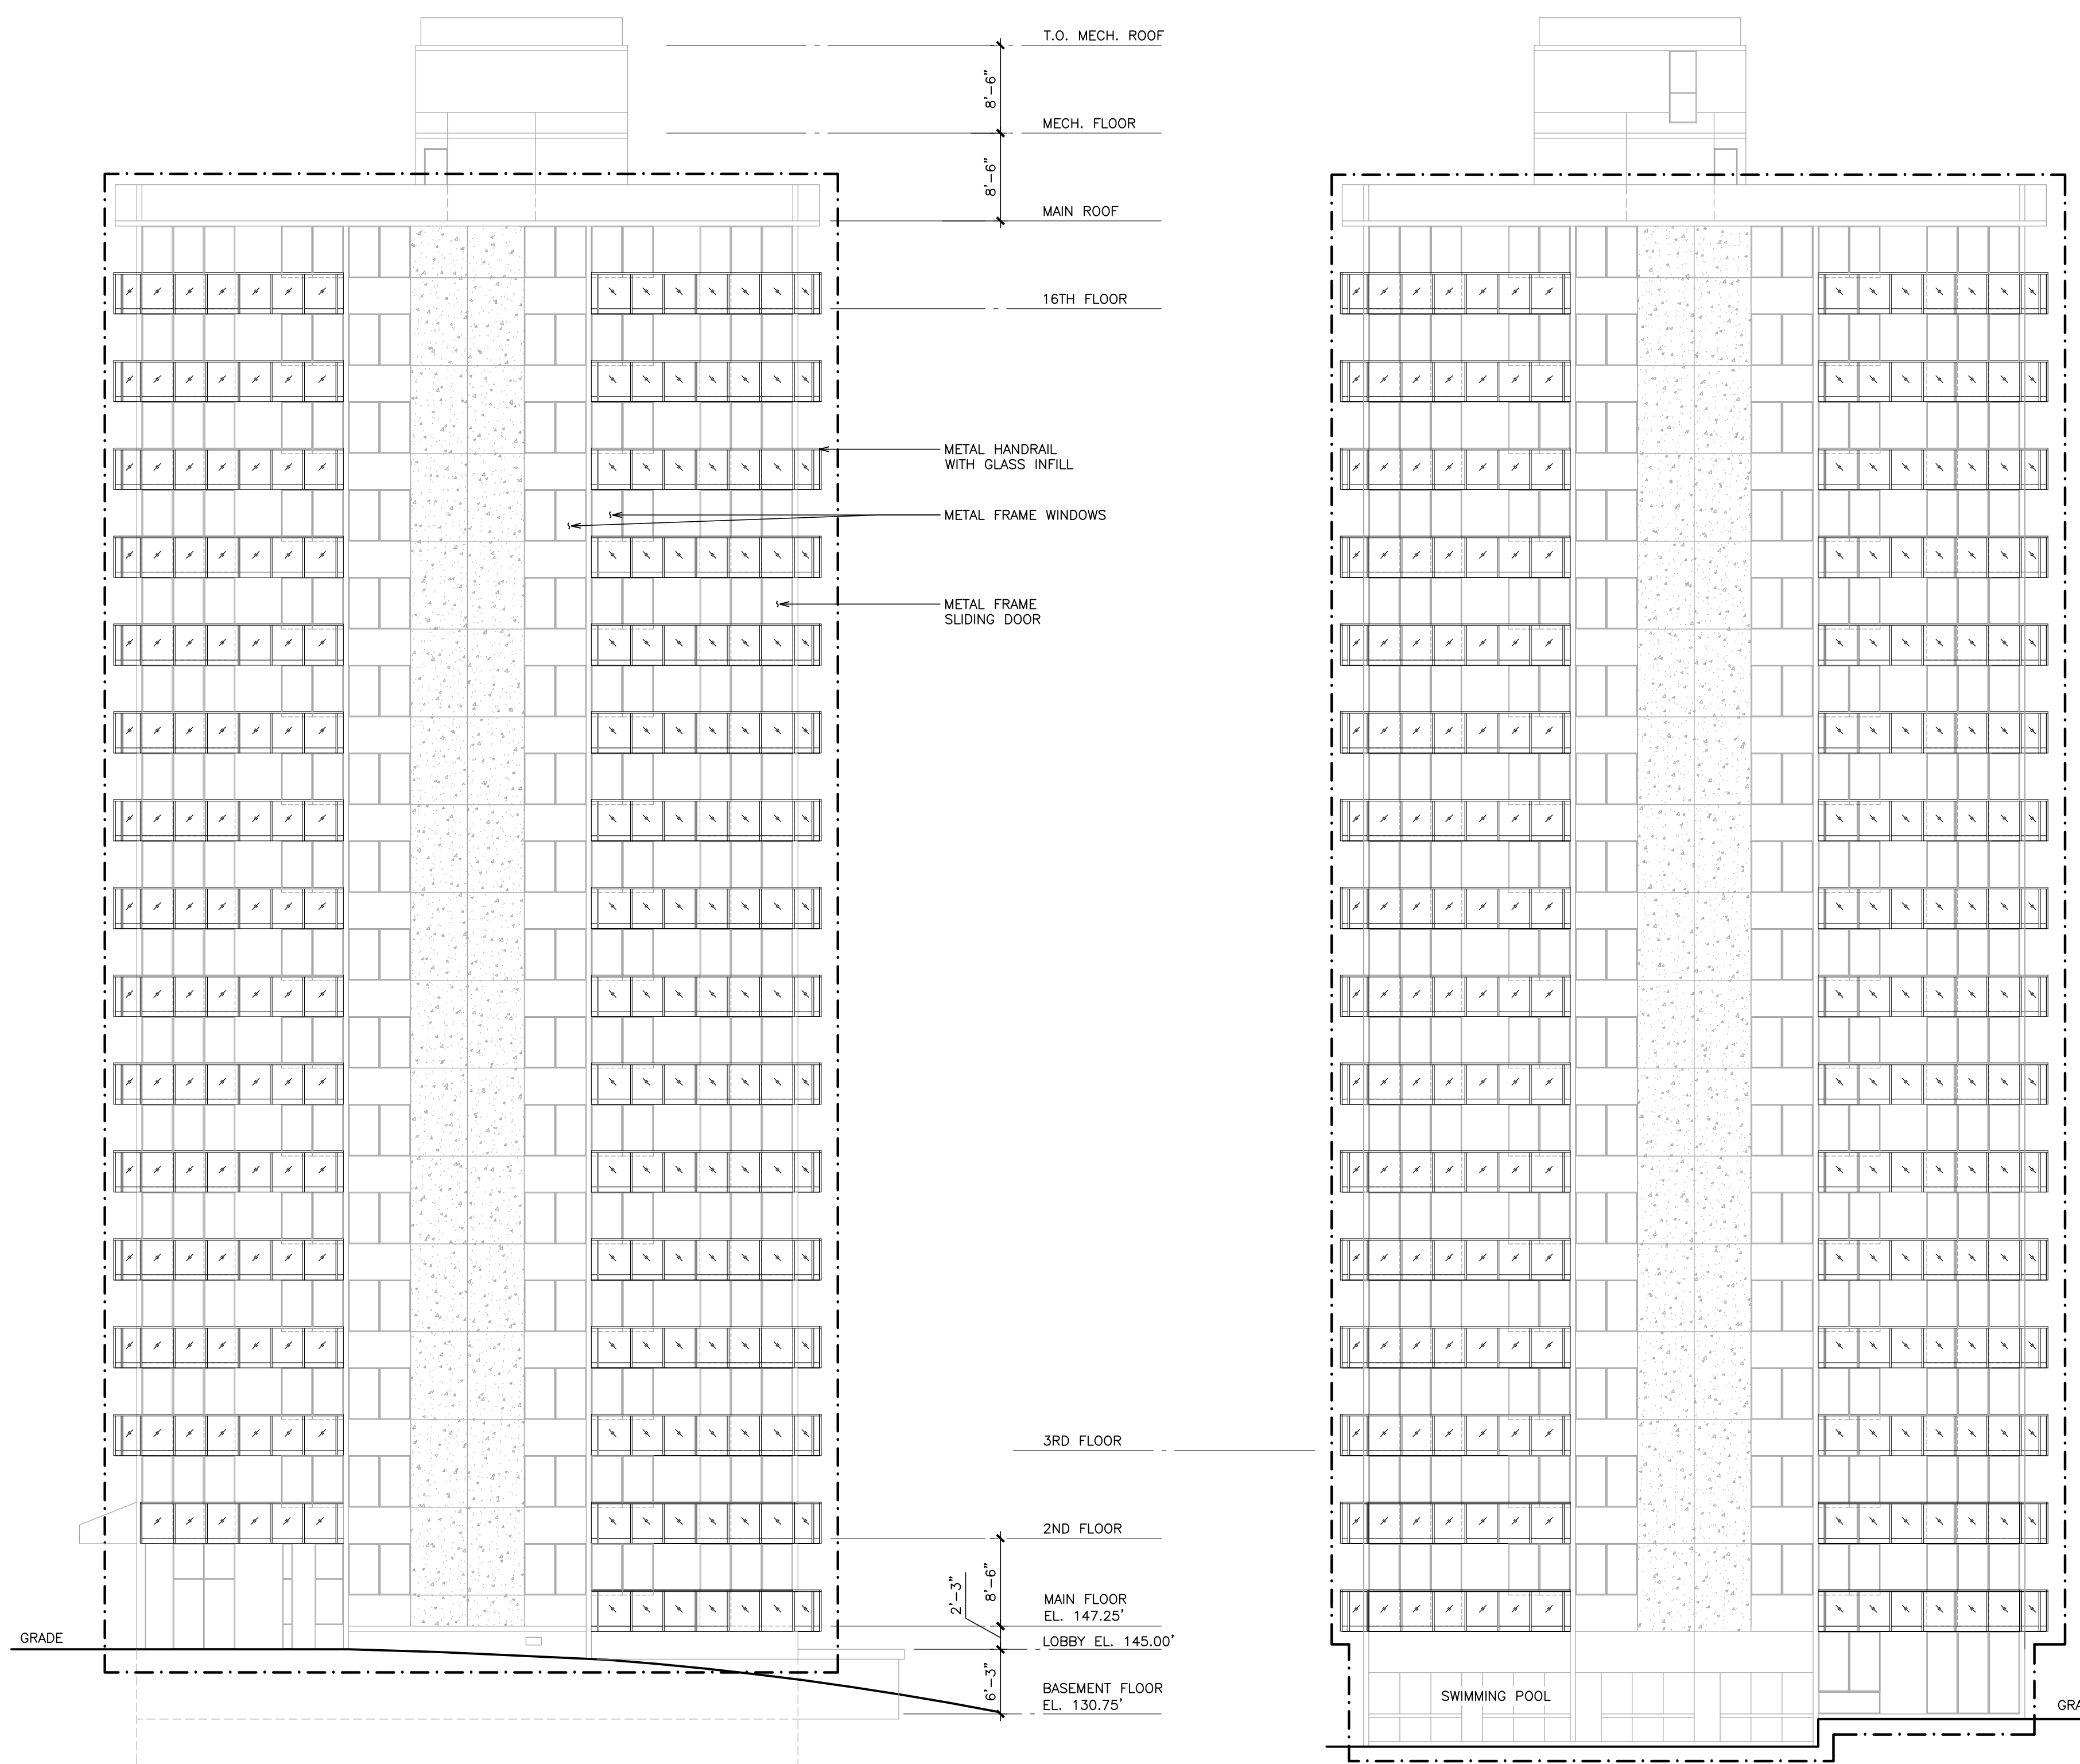 T.O. MECH. ROOF
8'-6"
MECH. FLOOR
8'-6"
MAIN ROOF
16TH FLOOR
METAL HANDRAIL
WITH GLASS INFILL
METAL FRAME WINDOWS
METAL FRAME
SLIDING DOOR
3RD FLOOR
2ND FLOOR
8'-6"
2'-3"
MAIN FLOOR
EL. 147.25'
LOBBY EL. 145.00'
6'-3"
BASEMENT FLOOR
EL. 130.75'
GRADE
SWIMMING POOL
GRA